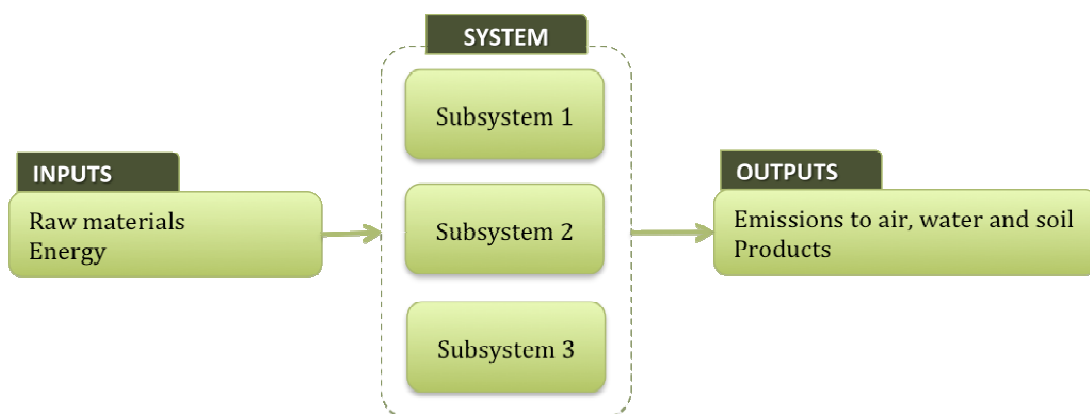 SYSTEM
Subsystem 1
Subsystem 2
Subsystem 3
INPUTS
Raw materials
Energy
OUTPUTS
Emissions to air, water and soil
Products